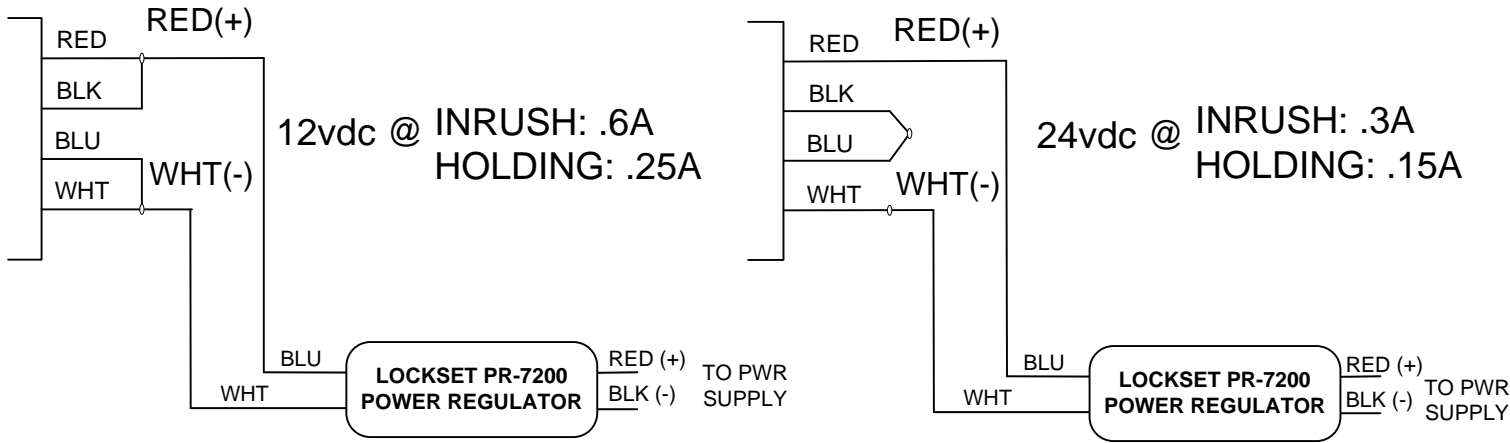 RED(+)
RED
BLK
BLU
WHT(-)
WHT
12vdc @ INRUSH: .6A
HOLDING: .25A
BLU
WHT
LOCKSET PR-7200
POWER REGULATOR
RED (+)
BLK (-)
TO PWR
SUPPLY
RED(+)
RED
BLK
BLU
WHT(-)
WHT
24vdc @ INRUSH: .3A
HOLDING: .15A
BLU
WHT
LOCKSET PR-7200
POWER REGULATOR
RED (+)
BLK (-)
TO PWR
SUPPLY